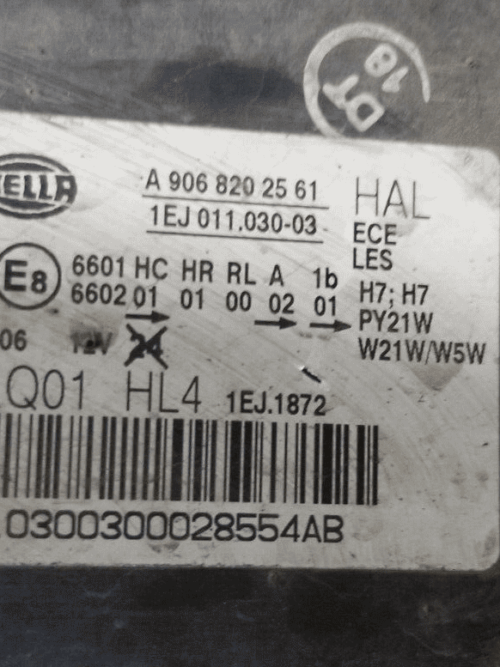 DT
18
HELLA
A 906 820 25 61
1EJ 011.030-03
HAL
ECE
LES
E8
6601 HC HR RL A 1b
6602 01 01 00 02 01
H7; H7
PY21W
W21W/W5W
06 12V 24
Q01 HL4 1EJ.1872
0300300028554AB